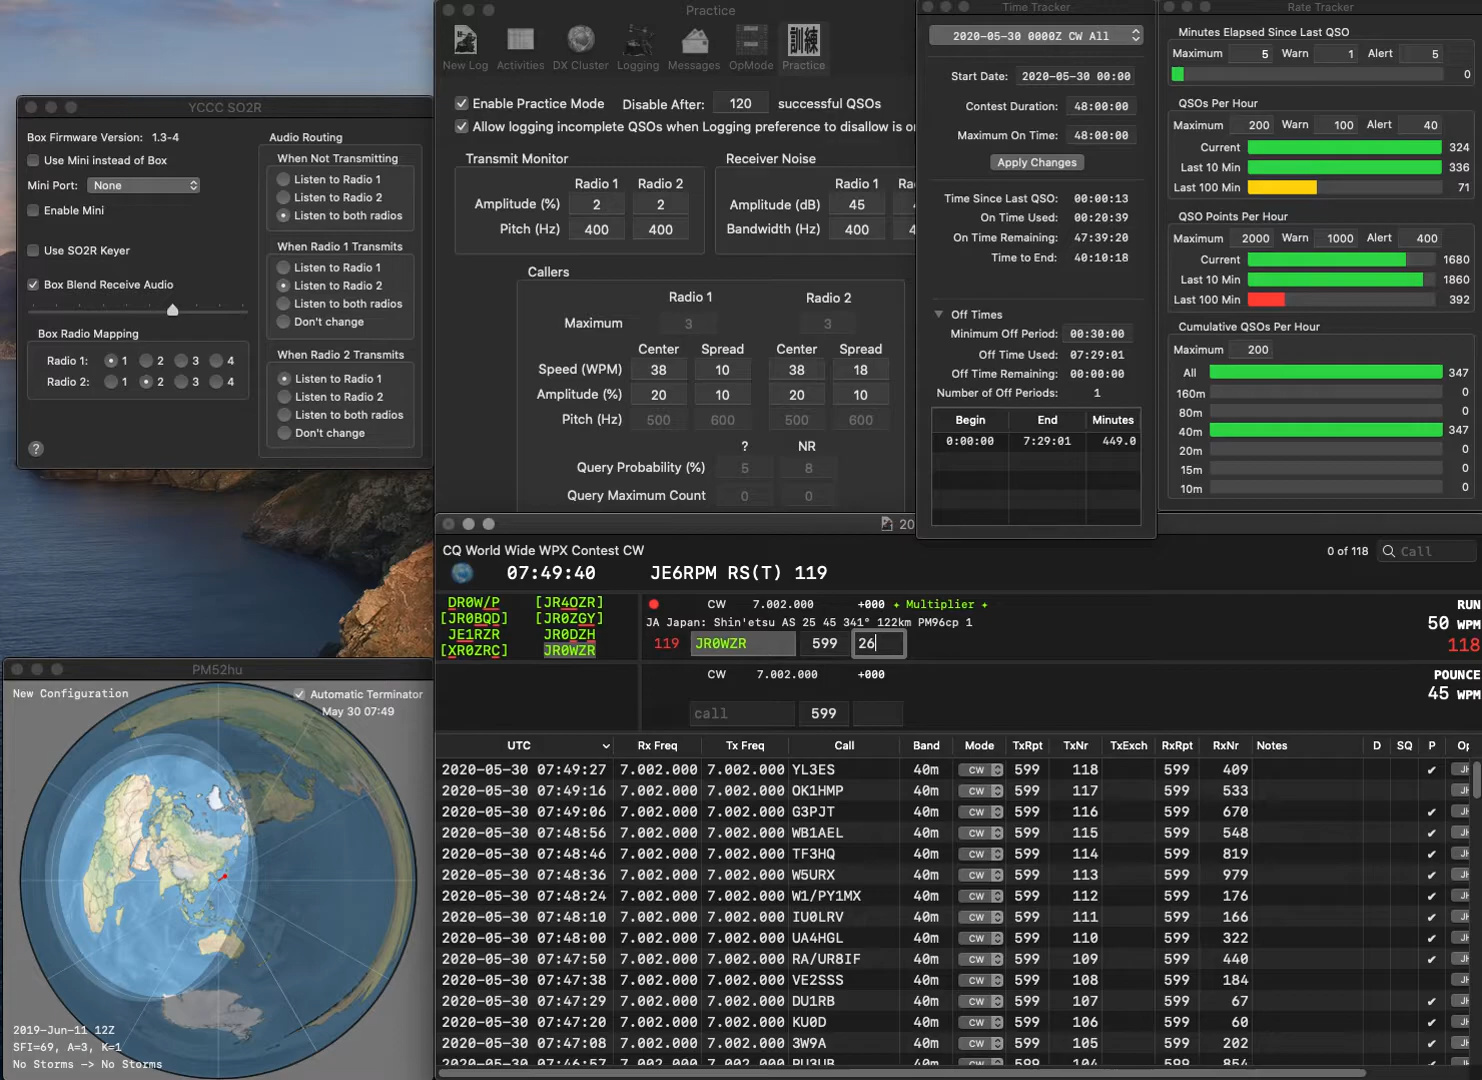 Practice
New Log
Activities
DX Cluster
Logging
Messages
OpMode
訓練
Practice
Enable Practice Mode Disable After: 120 successful QSOs
Allow logging incomplete QSOs when Logging preference to disallow is
Transmit Monitor
Radio 1 Radio 2
Amplitude (%) 2 2
Pitch (Hz) 400 400
Receiver Noise
Radio 1
Amplitude (dB) 45
Bandwidth (Hz) 400
Callers
Radio 1 Radio 2
Maximum 3 3
Center Spread Center Spread
Speed (WPM) 38 10 38 18
Amplitude (%) 20 10 20 10
Pitch (Hz) 500 600 500 600
? NR
Query Probability (%) 5 8
Query Maximum Count 0 0
Time Tracker
2020-05-30 0000Z CW All
Start Date: 2020-05-30 00:00
Contest Duration: 48:00:00
Maximum On Time: 48:00:00
Apply Changes
Time Since Last QSO: 00:00:13
On Time Used: 00:20:39
On Time Remaining: 47:39:20
Time to End: 40:10:18
Off Times
Minimum Off Period: 00:30:00
Off Time Used: 07:29:01
Off Time Remaining: 00:00:00
Number of Off Periods: 1
Begin End Minutes
0:00:00 7:29:01 449.0
Rate Tracker
Minutes Elapsed Since Last QSO
Maximum 5 Warn 1 Alert 5
0
QSOs Per Hour
Maximum 200 Warn 100 Alert 40
Current 324
Last 10 Min 336
Last 100 Min 71
QSO Points Per Hour
Maximum 2000 Warn 1000 Alert 400
Current 1680
Last 10 Min 1860
Last 100 Min 392
Cumulative QSOs Per Hour
Maximum 200
All 347
160m 0
80m 0
40m 347
20m 0
15m 0
10m 0
YCCC SO2R
Box Firmware Version: 1.3-4
Use Mini instead of Box
Mini Port: None
Enable Mini
Use SO2R Keyer
Box Blend Receive Audio
Box Radio Mapping
Radio 1: 1 2 3 4
Radio 2: 1 2 3 4
?
Audio Routing
When Not Transmitting
Listen to Radio 1
Listen to Radio 2
Listen to both radios
When Radio 1 Transmits
Listen to Radio 1
Listen to Radio 2
Listen to both radios
Don't change
When Radio 2 Transmits
Listen to Radio 1
Listen to Radio 2
Listen to both radios
Don't change
20
CQ World Wide WPX Contest CW
0 of 118 Call
07:49:40 JE6RPM RS(T) 119
DR0W/P [JR4OZR]
[JR0BQD] [JR0ZGY]
JE1RZR JR0DZH
[XR0ZRC] JR0WZR
CW 7.002.000 +000 + Multiplier + RUN
JA Japan: Shin'etsu AS 25 45 341° 122km PM96cp 1 50 WPM
119 JR0WZR 599 26 118
CW 7.002.000 +000 POUNCE
45 WPM
call 599
UTC Rx Freq Tx Freq Call Band Mode TxRpt TxNr TxExch RxRpt RxNr Notes D SQ P
2020-05-30 07:49:27 7.002.000 7.002.000 YL3ES 40m CW 599 118 599 409 ✔
2020-05-30 07:49:16 7.002.000 7.002.000 OK1HMP 40m CW 599 117 599 533
2020-05-30 07:49:06 7.002.000 7.002.000 G3PJT 40m CW 599 116 599 670 ✔
2020-05-30 07:48:56 7.002.000 7.002.000 WB1AEL 40m CW 599 115 599 548 ✔
2020-05-30 07:48:46 7.002.000 7.002.000 TF3HQ 40m CW 599 114 599 819 ✔
2020-05-30 07:48:36 7.002.000 7.002.000 W5URX 40m CW 599 113 599 979 ✔
2020-05-30 07:48:24 7.002.000 7.002.000 W1/PY1MX 40m CW 599 112 599 176 ✔
2020-05-30 07:48:10 7.002.000 7.002.000 IU0LRV 40m CW 599 111 599 166 ✔
2020-05-30 07:48:00 7.002.000 7.002.000 UA4HGL 40m CW 599 110 599 322 ✔
2020-05-30 07:47:50 7.002.000 7.002.000 RA/UR8IF 40m CW 599 109 599 440 ✔
2020-05-30 07:47:38 7.002.000 7.002.000 VE2SSS 40m CW 599 108 599 184
2020-05-30 07:47:29 7.002.000 7.002.000 DU1RB 40m CW 599 107 599 67 ✔
2020-05-30 07:47:20 7.002.000 7.002.000 KU0D 40m CW 599 106 599 60 ✔
2020-05-30 07:47:08 7.002.000 7.002.000 3W9A 40m CW 599 105 599 202 ✔
2020-05-30 07:46:57 7.002.000 7.002.000 40m CW 599 104 599 854
PM52hu
New Configuration
Automatic Terminator
May 30 07:49
2019-Jun-11 12Z
SFI=69, A=3, K=1
No Storms -> No Storms